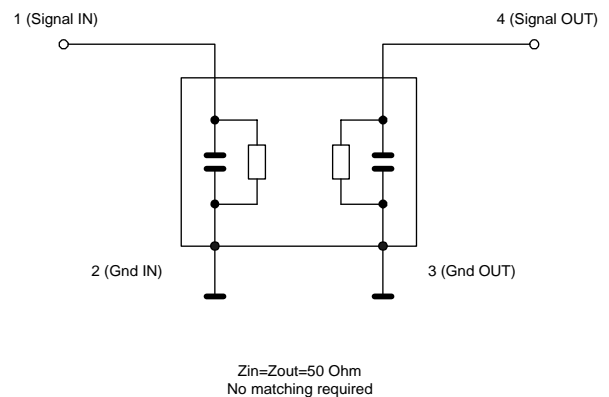 1 (Signal IN)
4 (Signal OUT)
2 (Gnd IN)
3 (Gnd OUT)
Zin=Zout=50 Ohm
No matching required